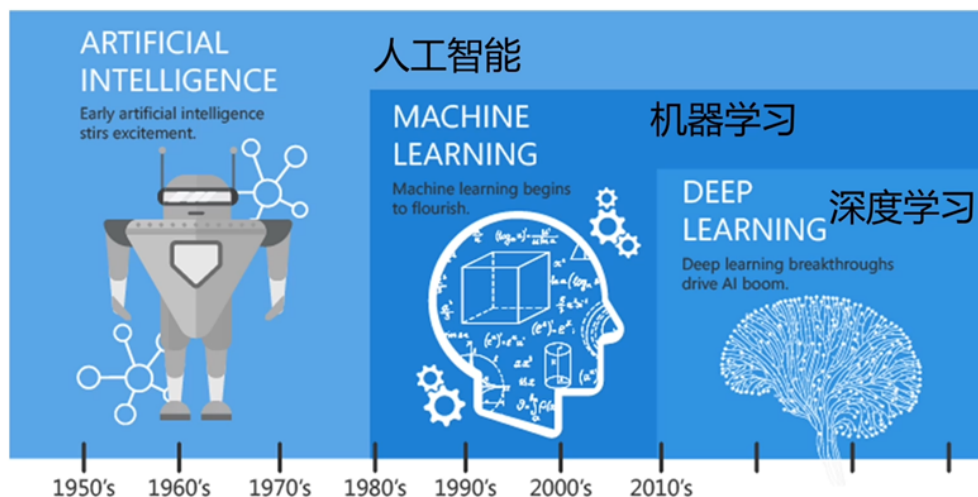 ARTIFICIAL
INTELLIGENCE
Early artificial intelligence
stirs excitement.
人工智能
MACHINE
LEARNING
Machine learning begins
to flourish.
机器学习
DEEP
LEARNING
Deep learning breakthroughs
drive AI boom.
深度学习
1950's 1960's 1970's 1980's 1990's 2000's 2010's